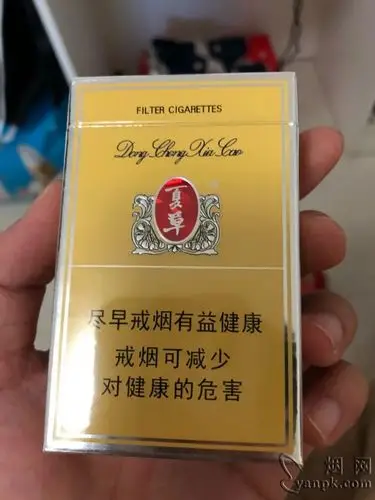 FILTER CIGARETTES
Dong Chong Xia Cao
夏草
尽早戒烟有益健康
戒烟可减少
对健康的危害
烟网
yanpk.com